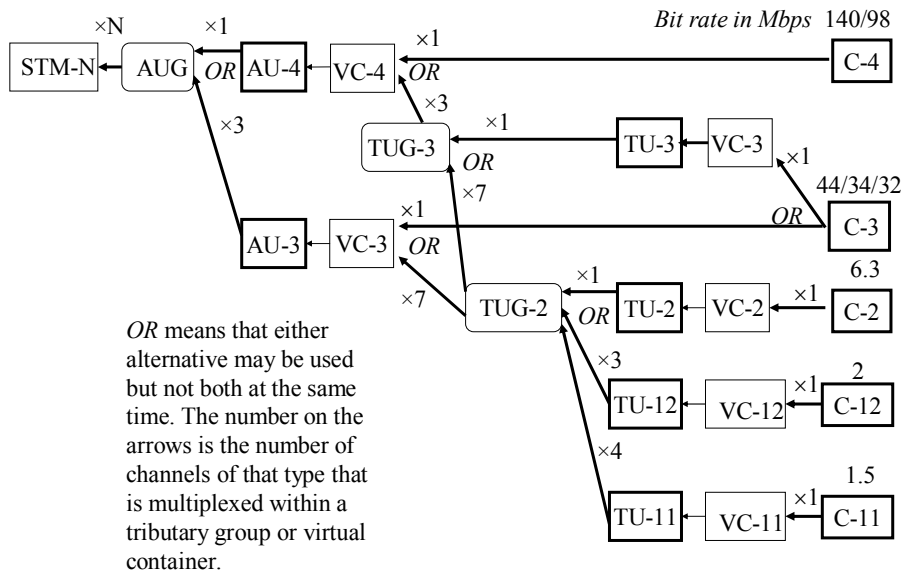 Bit rate in Mbps 140/98
×N
×1
×1
STM-N
AUG
OR
AU-4
VC-4
OR
C-4
×3
×3
×1
TUG-3
OR
TU-3
VC-3
×1
44/34/32
×7
×1
OR
C-3
AU-3
VC-3
OR
×7
6.3
TUG-2
×1
OR
TU-2
VC-2
×1
C-2
OR means that either
alternative may be used
but not both at the same
time. The number on the
arrows is the number of
channels of that type that
is multiplexed within a
tributary group or virtual
container.
×3
2
TU-12
VC-12
×1
C-12
×4
1.5
TU-11
VC-11
×1
C-11